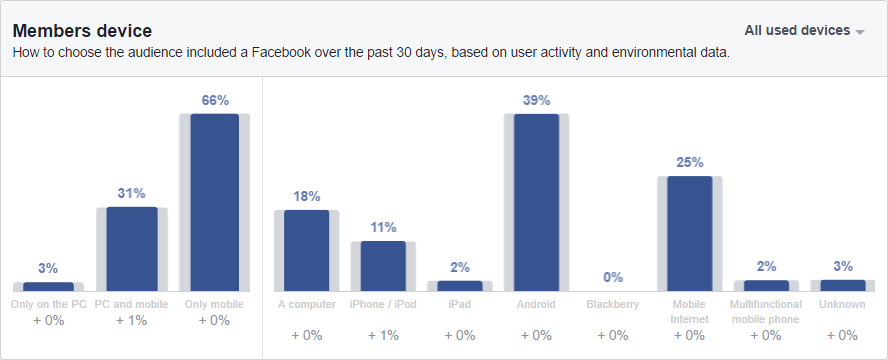 Members device
All used devices
How to choose the audience included a Facebook over the past 30 days, based on user activity and environmental data.
66%
31%
3%
39%
25%
18%
11%
2%
0%
2%
3%
Only on the PC
PC and mobile
Only mobile
A computer
iPhone / iPod
iPad
Android
Blackberry
Mobile
Internet
Multifunctional
mobile phone
Unknown
+ 0%
+ 1%
+ 0%
+ 0%
+ 1%
+ 0%
+ 0%
+ 0%
+ 0%
+ 0%
+ 0%